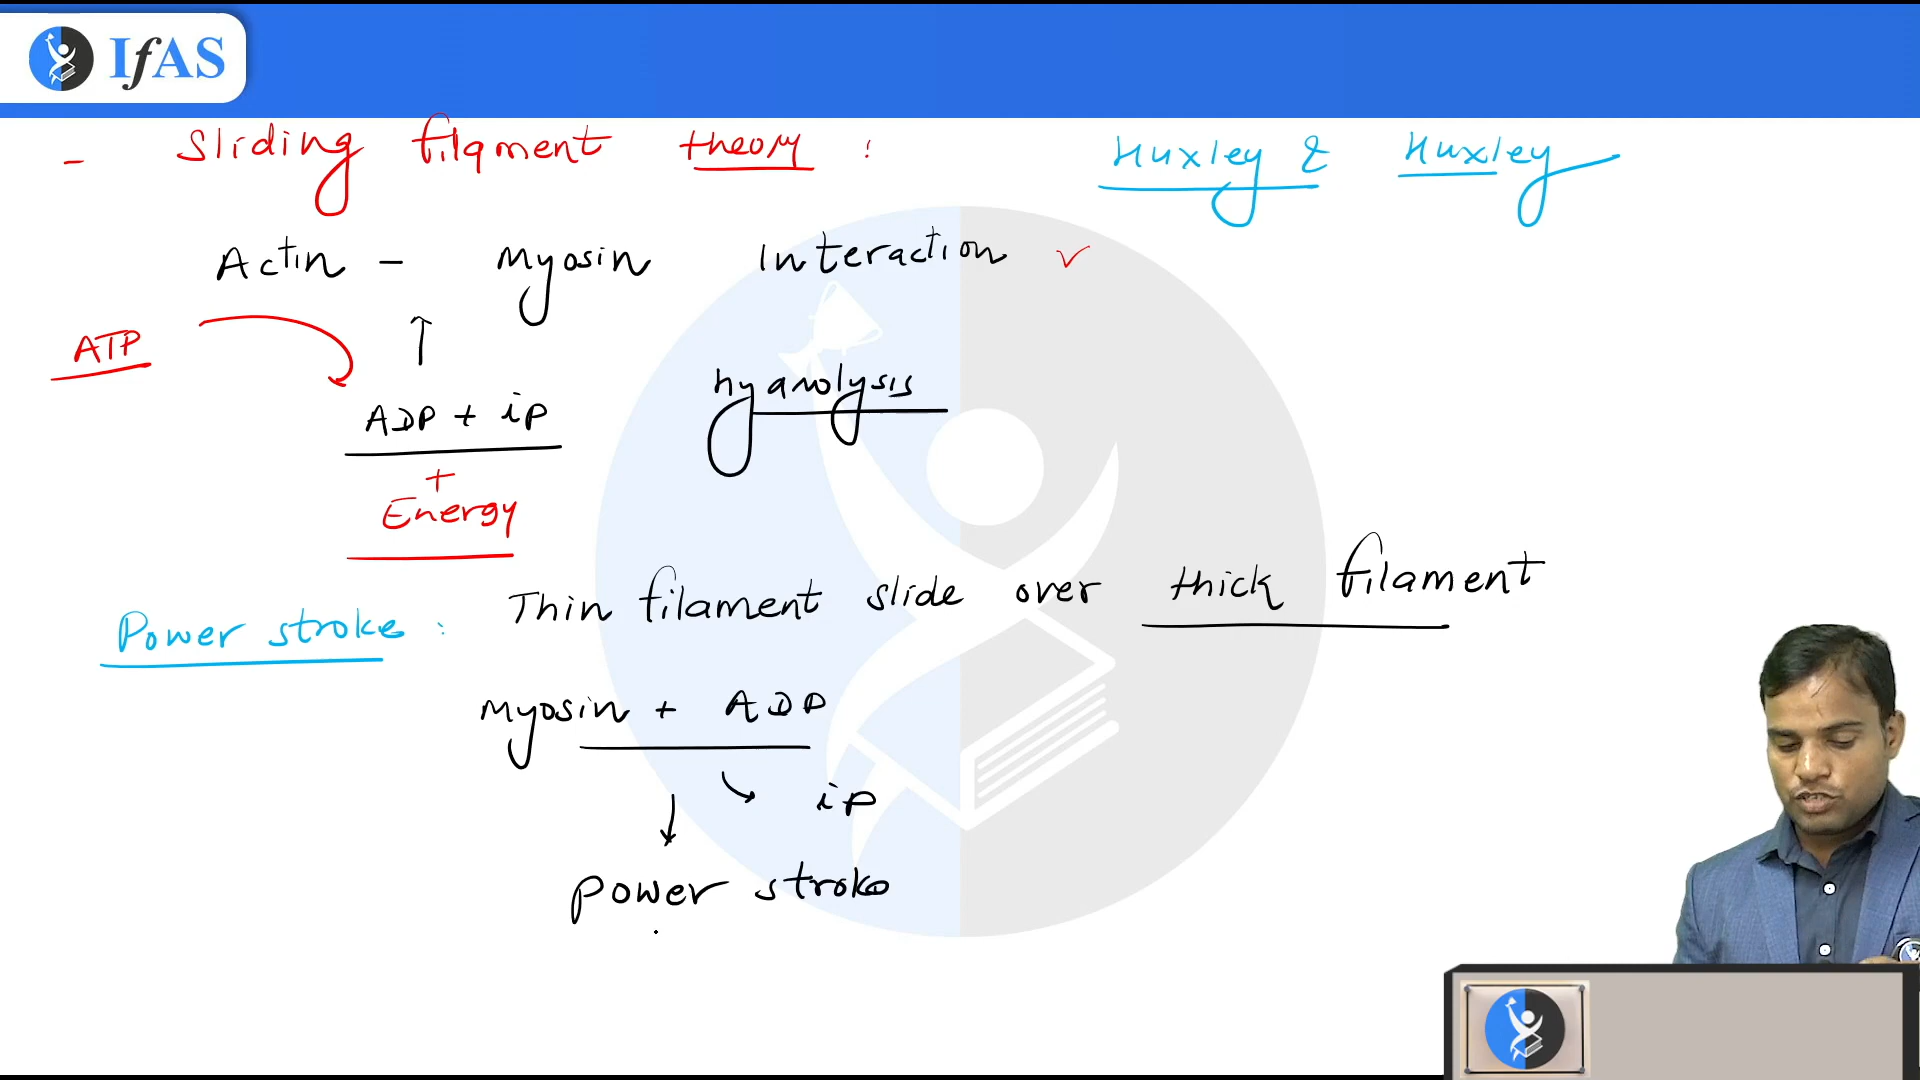 IfAS
- Sliding filament theory :
Huxley & Huxley
Actin - Myosin Interaction ✓
ATP
ADP + iP
hydrolysis
+
Energy
Power stroke : Thin filament slide over thick filament
Myosin + ADP
iP
Power stroke